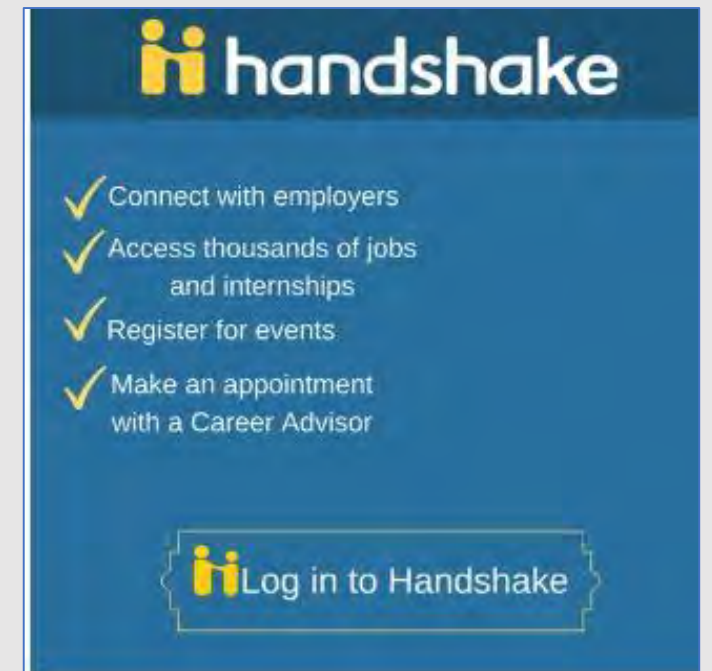 handshake
Connect with employers
Access thousands of jobs
and internships
Register for events
Make an appointment
with a Career Advisor
Log in to Handshake